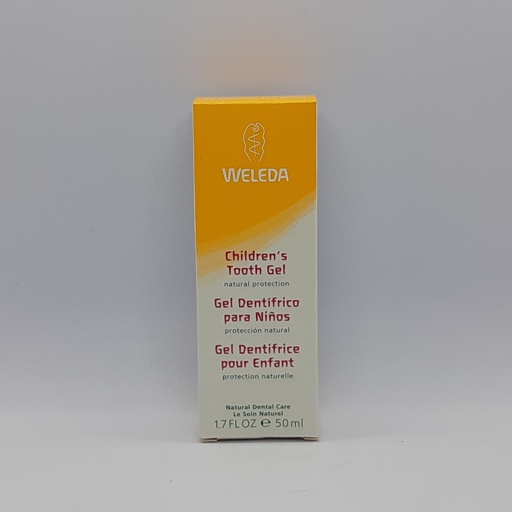 WELEDA
Children's
Tooth Gel
natural protection
Gel Dentífrico
para Niños
protección natural
Gel Dentifrice
pour Enfant
protection naturelle
Natural Dental Care
Le Soin Naturel
1.7 FL OZ ℮ 50 ml